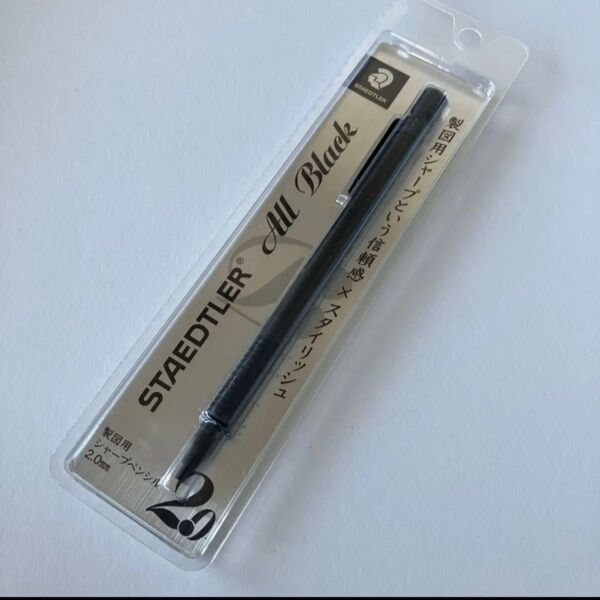 STAEDTLER
製図用シャープという信頼感×スタイリッシュ
STAEDTLER® All Black
製図用
シャープペンシル
2.0mm
2.0